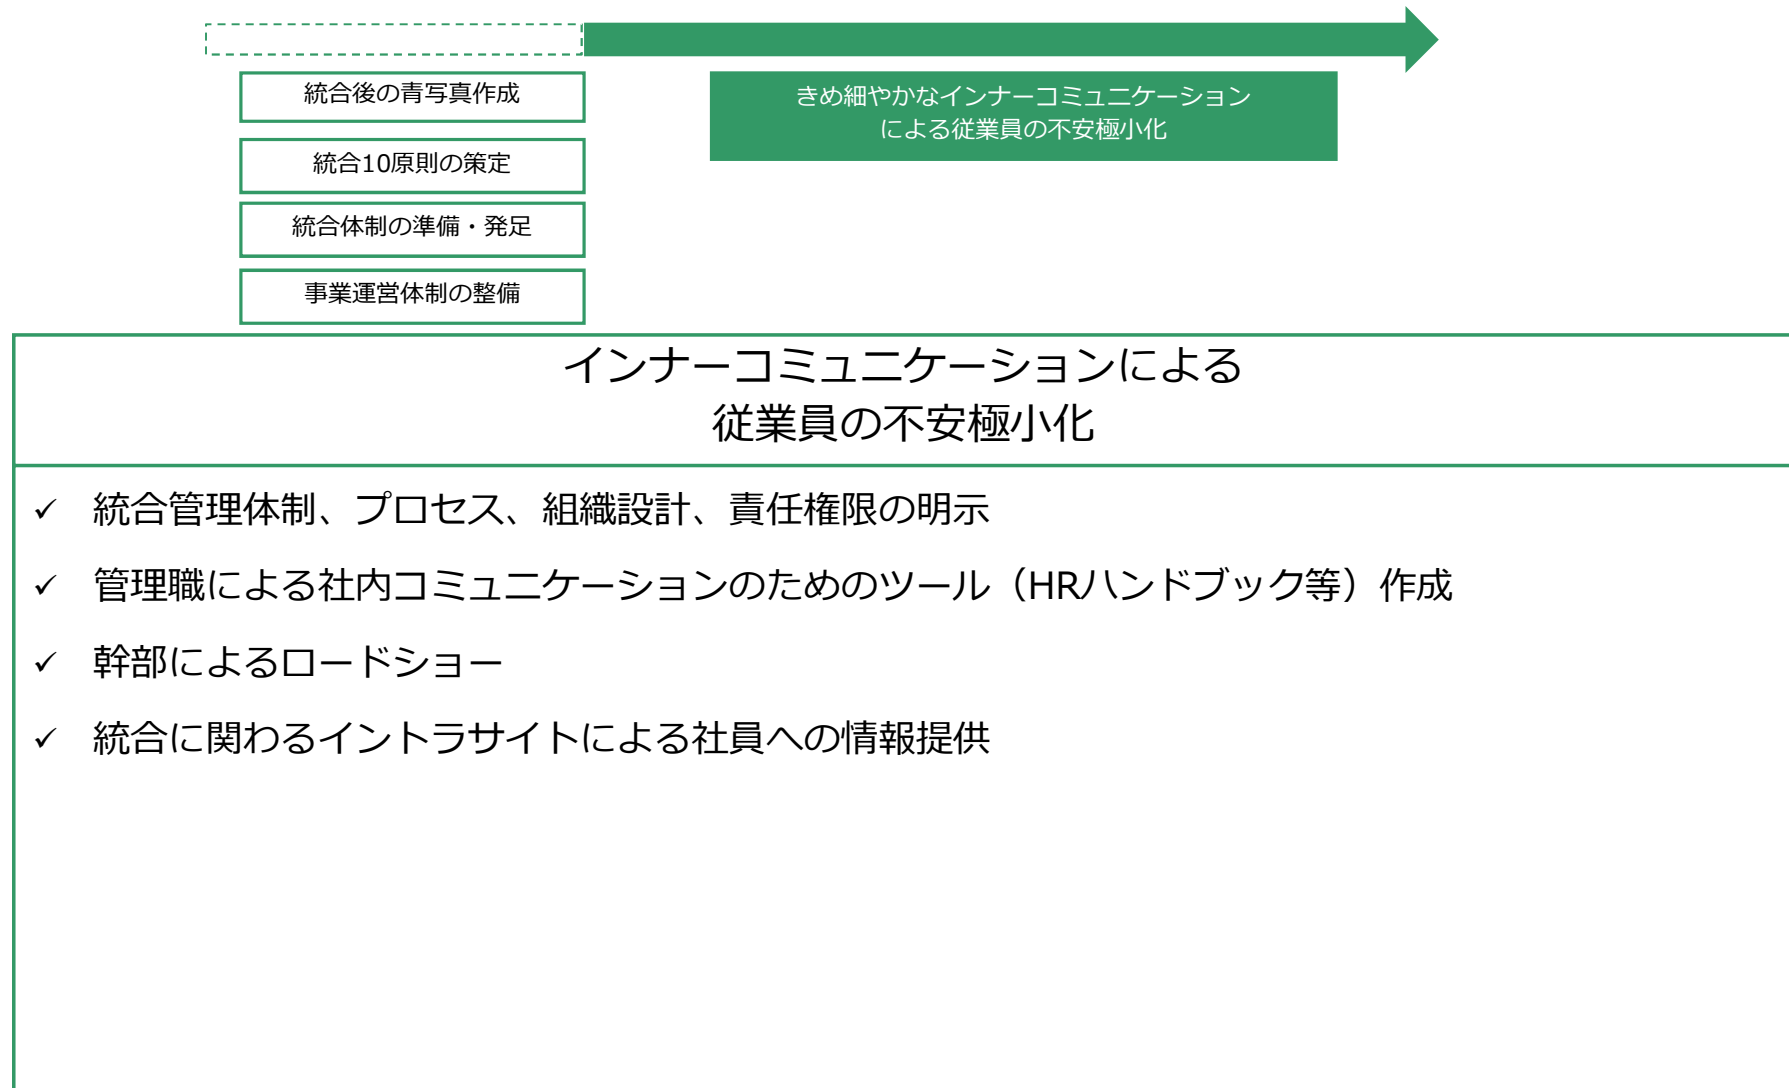 統合後の青写真作成
統合10原則の策定
統合体制の準備・発足
事業運営体制の整備
きめ細やかなインナーコミュニケーション
による従業員の不安極小化
インナーコミュニケーションによる
従業員の不安極小化
✓ 統合管理体制、プロセス、組織設計、責任権限の明示
✓ 管理職による社内コミュニケーションのためのツール（HRハンドブック等）作成
✓ 幹部によるロードショー
✓ 統合に関わるイントラサイトによる社員への情報提供